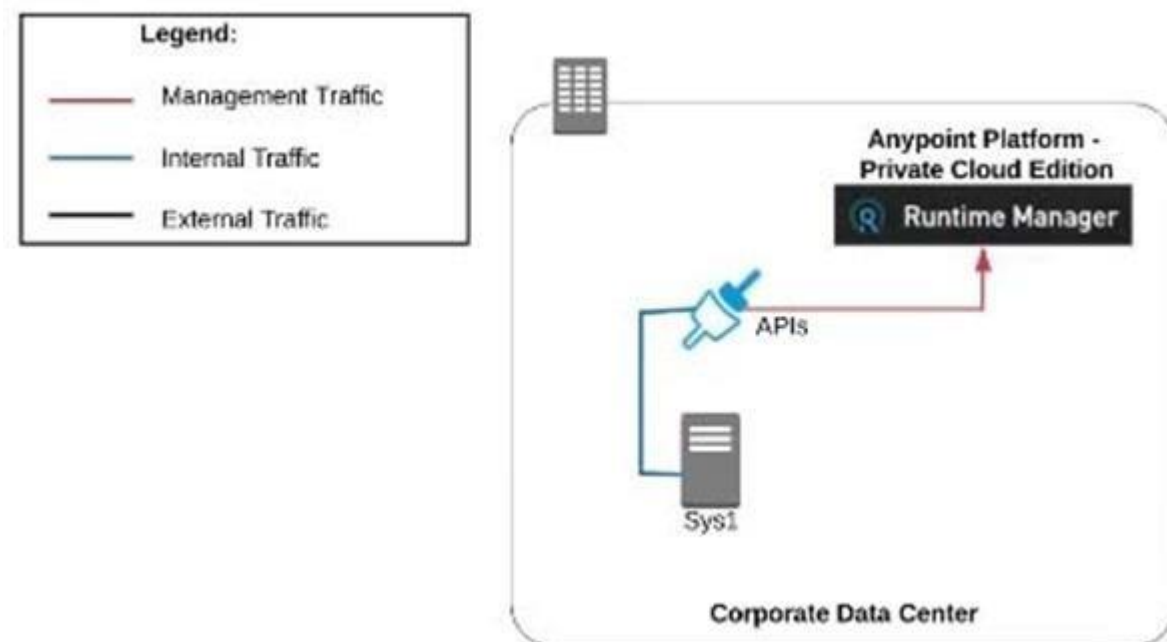 Legend:
Management Traffic
Internal Traffic
External Traffic
Anypoint Platform -
Private Cloud Edition
Runtime Manager
APIs
Sys1
Corporate Data Center